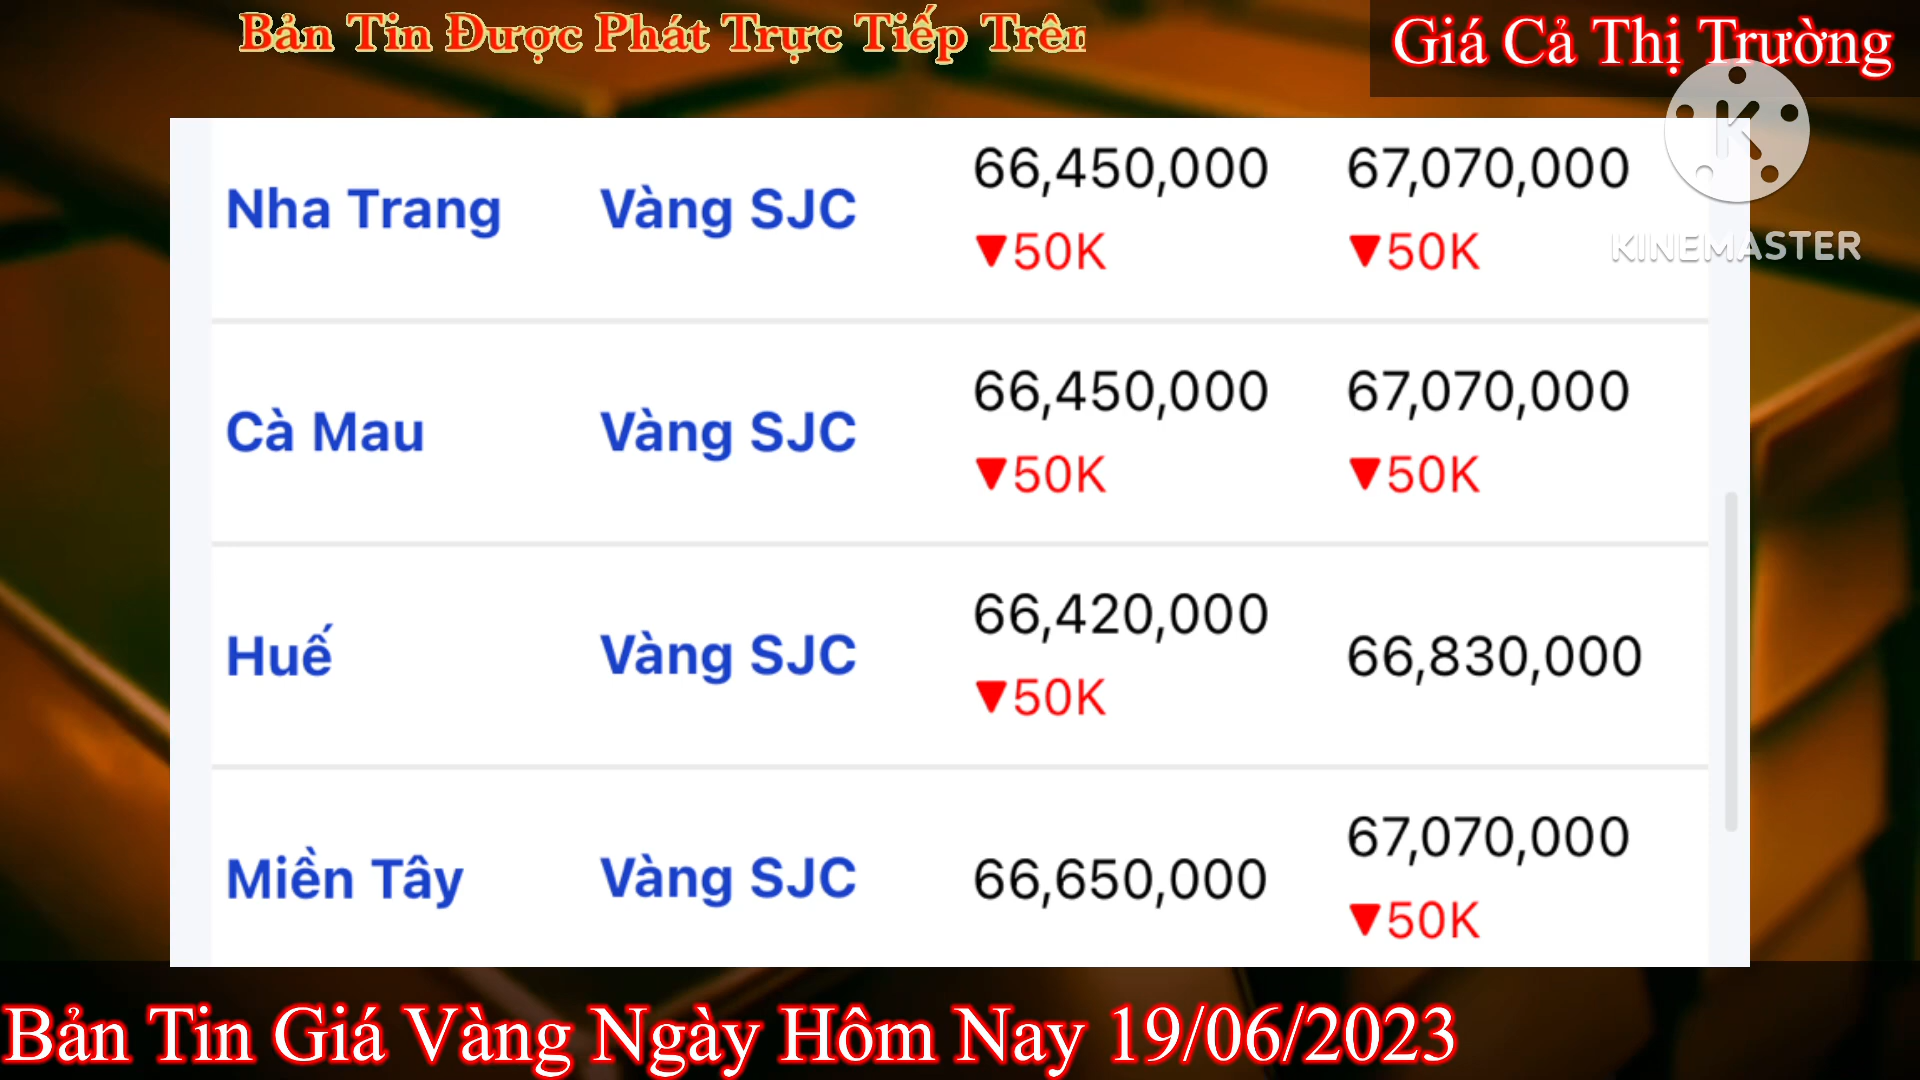 Bản Tin Được Phát Trực Tiếp Trên
Giá Cả Thị Trường
K
KINEMASTER
Nha Trang Vàng SJC 66,450,000 67,070,000
▼50K ▼50K
Cà Mau Vàng SJC 66,450,000 67,070,000
▼50K ▼50K
Huế Vàng SJC 66,420,000 66,830,000
▼50K
Miền Tây Vàng SJC 66,650,000 67,070,000
▼50K
Bản Tin Giá Vàng Ngày Hôm Nay 19/06/2023